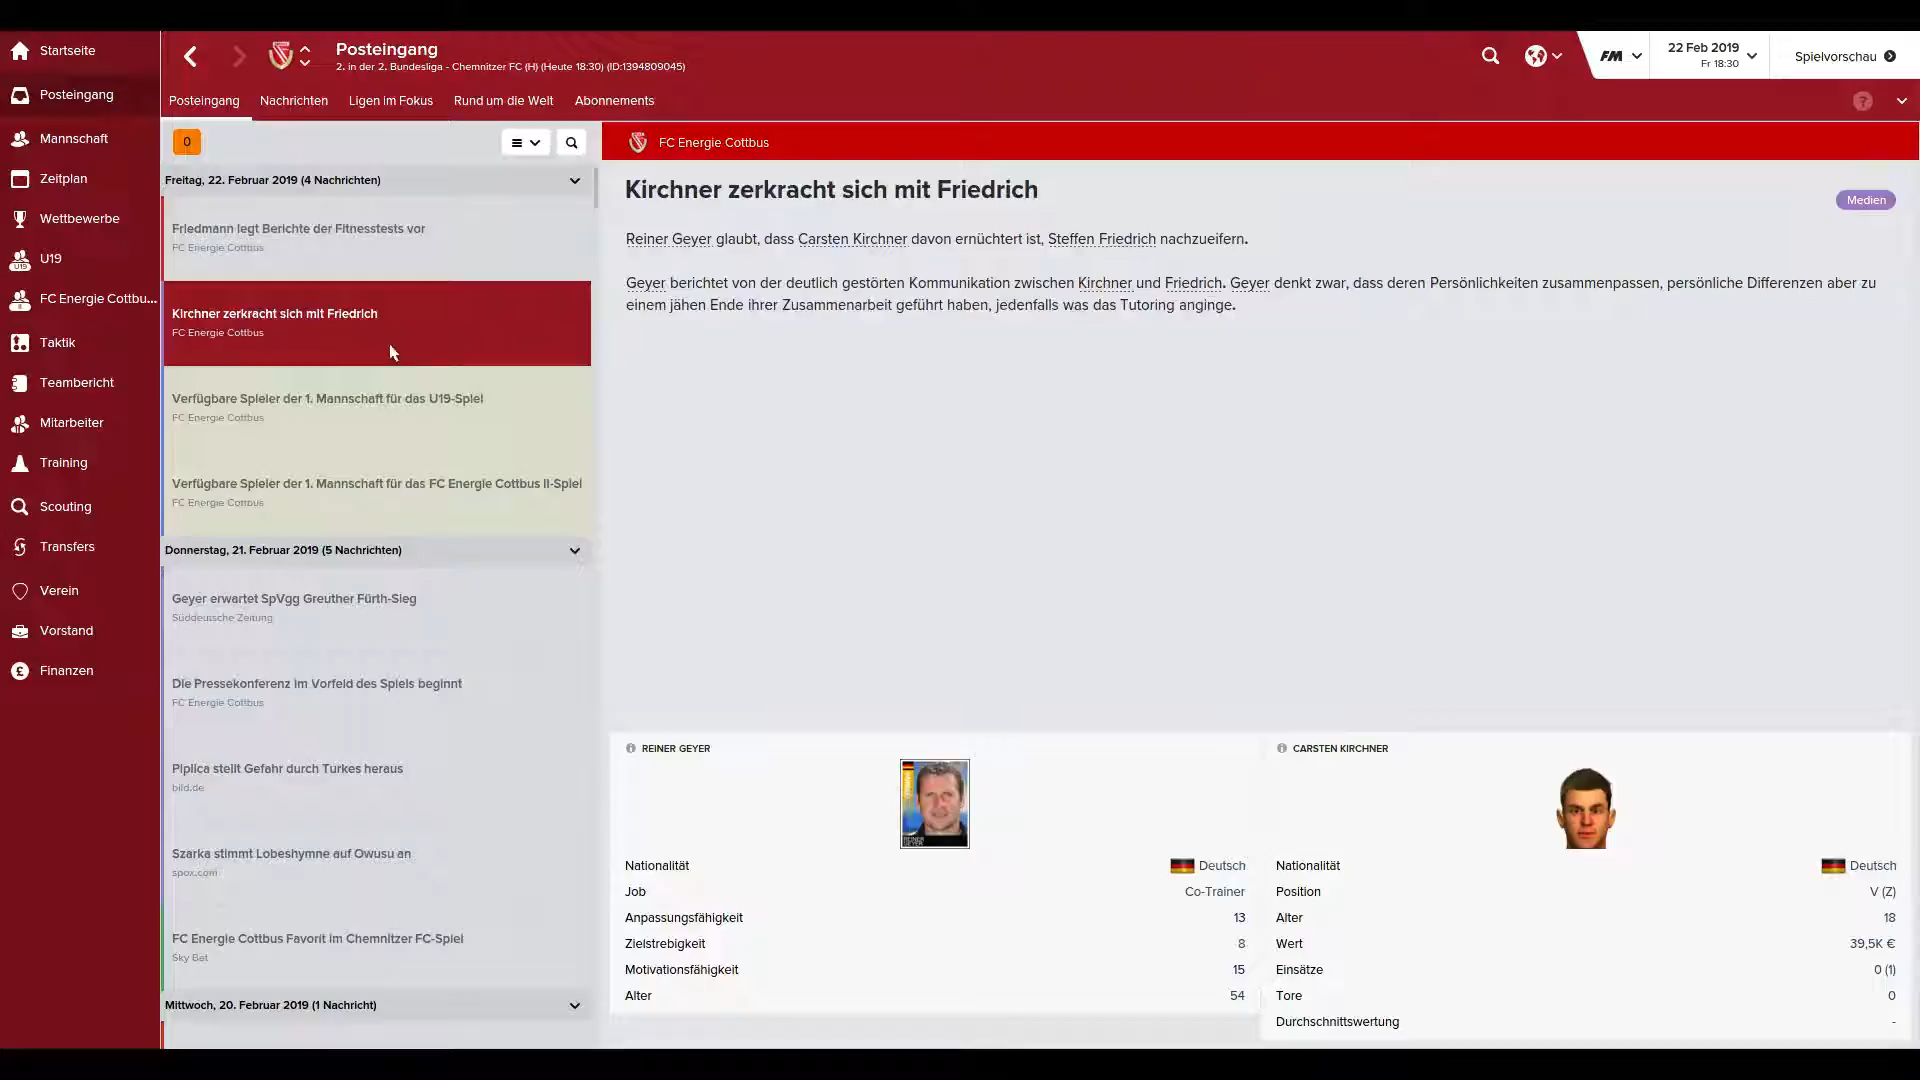 Startseite
Posteingang
Mannschaft
Zeitplan
Wettbewerbe
U19
FC Energie Cottbu...
Taktik
Teambericht
Mitarbeiter
Training
Scouting
Transfers
Verein
Vorstand
Finanzen
Posteingang
2. in der 2. Bundesliga - Chemnitzer FC (H) (Heute 18:30) (ID:1394809045)
FM
22 Feb 2019
Fr 18:30
Spielvorschau
Posteingang Nachrichten Ligen im Fokus Rund um die Welt Abonnements
?
0
Freitag, 22. Februar 2019 (4 Nachrichten)
Friedmann legt Berichte der Fitnesstests vor
FC Energie Cottbus
Kirchner zerkracht sich mit Friedrich
FC Energie Cottbus
Verfügbare Spieler der 1. Mannschaft für das U19-Spiel
FC Energie Cottbus
Verfügbare Spieler der 1. Mannschaft für das FC Energie Cottbus II-Spiel
FC Energie Cottbus
Donnerstag, 21. Februar 2019 (5 Nachrichten)
Geyer erwartet SpVgg Greuther Fürth-Sieg
Süddeutsche Zeitung
Die Pressekonferenz im Vorfeld des Spiels beginnt
FC Energie Cottbus
Piplica stellt Gefahr durch Türkes heraus
bild.de
Szarka stimmt Lobeshymne auf Owusu an
spox.com
FC Energie Cottbus Favorit im Chemnitzer FC-Spiel
Sky Bet
Mittwoch, 20. Februar 2019 (1 Nachricht)
FC Energie Cottbus
Kirchner zerkracht sich mit Friedrich
Medien
Reiner Geyer glaubt, dass Carsten Kirchner davon ernüchtert ist, Steffen Friedrich nachzueifern.
Geyer berichtet von der deutlich gestörten Kommunikation zwischen Kirchner und Friedrich. Geyer denkt zwar, dass deren Persönlichkeiten zusammenpassen, persönliche Differenzen aber zu
einem jähen Ende ihrer Zusammenarbeit geführt haben, jedenfalls was das Tutoring anginge.
REINER GEYER
REINER
GEYER
Nationalität Deutsch
Job Co-Trainer
Anpassungsfähigkeit 13
Zielstrebigkeit 8
Motivationsfähigkeit 15
Alter 54
CARSTEN KIRCHNER
Nationalität Deutsch
Position V (Z)
Alter 18
Wert 39,5K €
Einsätze 0 (1)
Tore 0
Durchschnittswertung -